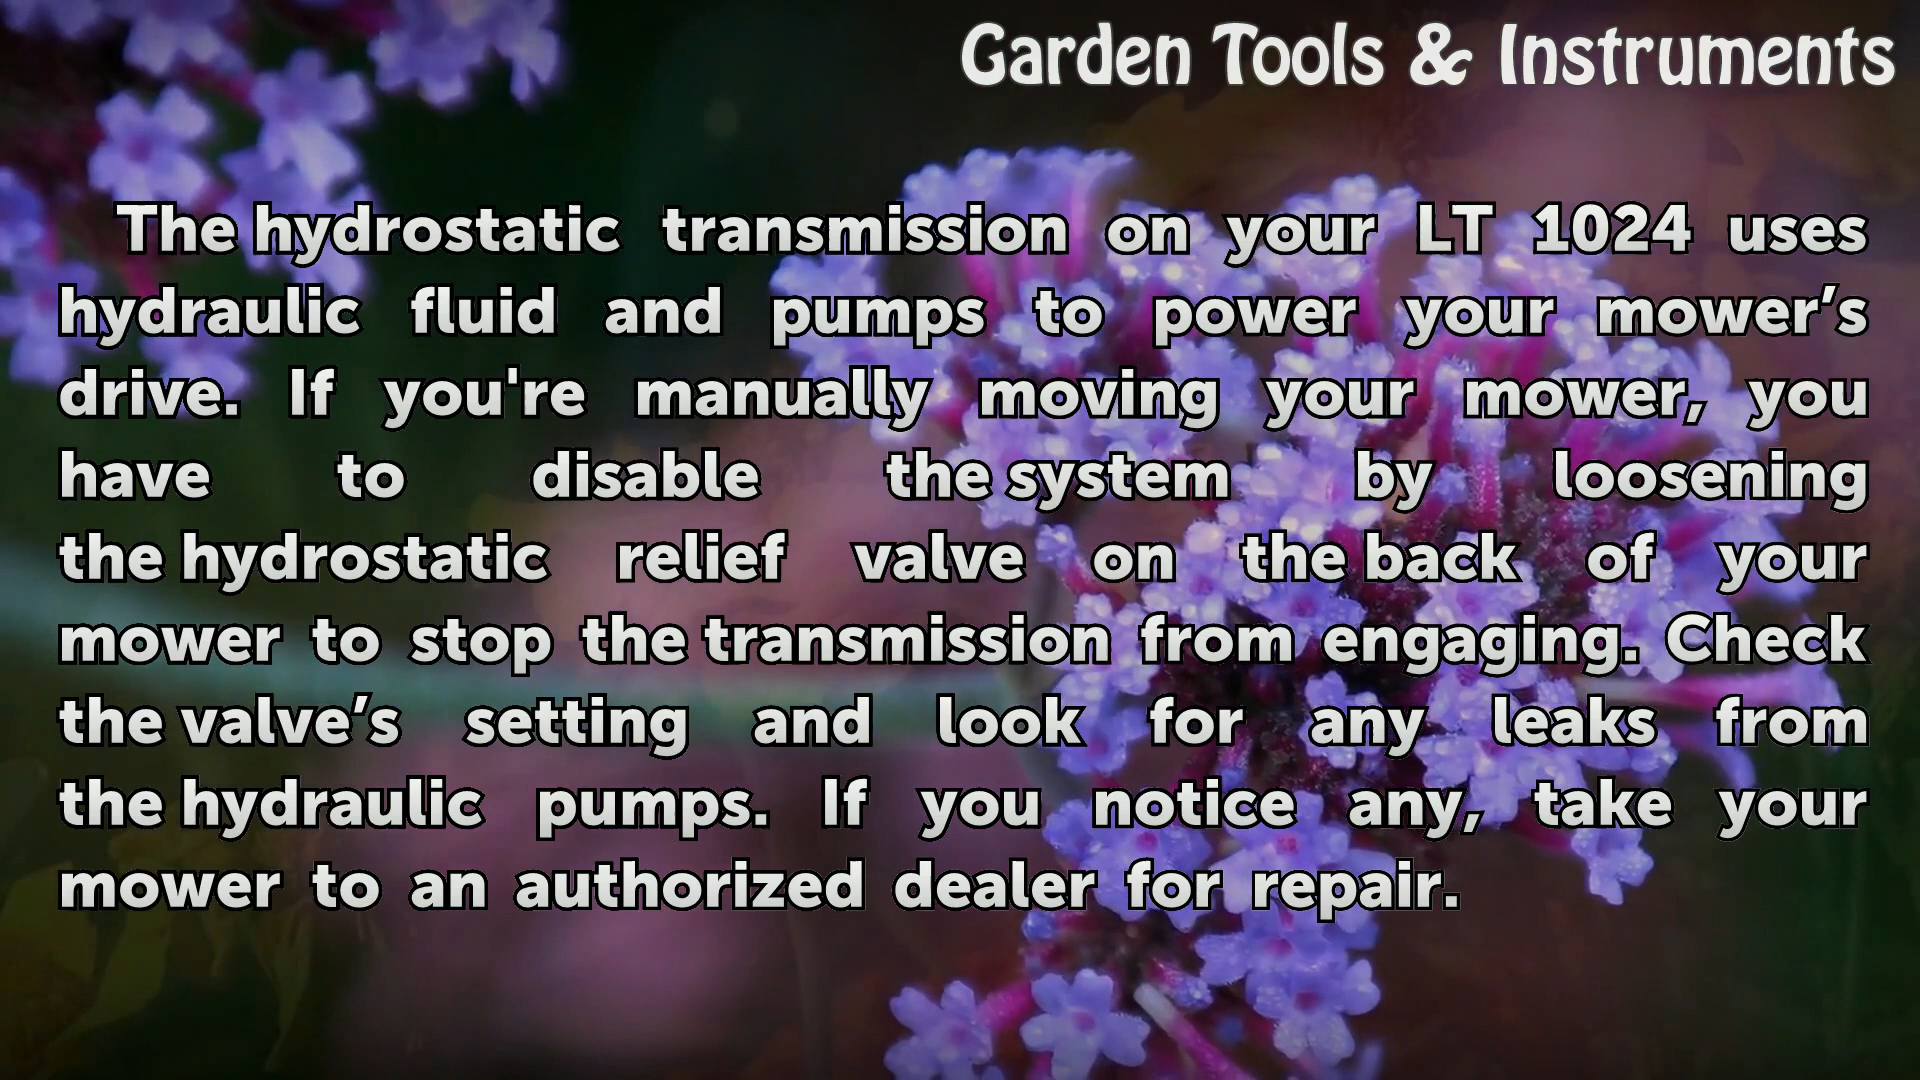 Garden Tools & Instruments
The hydrostatic transmission on your LT 1024 uses
hydraulic fluid and pumps to power your mower’s
drive. If you're manually moving your mower, you
have to disable the system by loosening
the hydrostatic relief valve on the back of your
mower to stop the transmission from engaging. Check
the valve’s setting and look for any leaks from
the hydraulic pumps. If you notice any, take your
mower to an authorized dealer for repair.